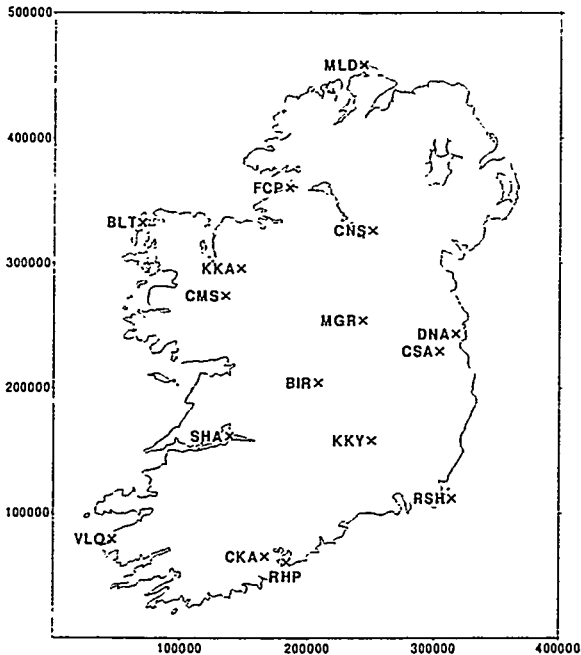 500000
MLD×
400000
FCP×
BLT×
CNS×
300000
KKA×
CMS×
MGR×
DNA×
CSA×
200000
BIR×
SHA×
KKY×
RSH×
100000
VLQ×
CKA×
RHP
100000 200000 300000 400000